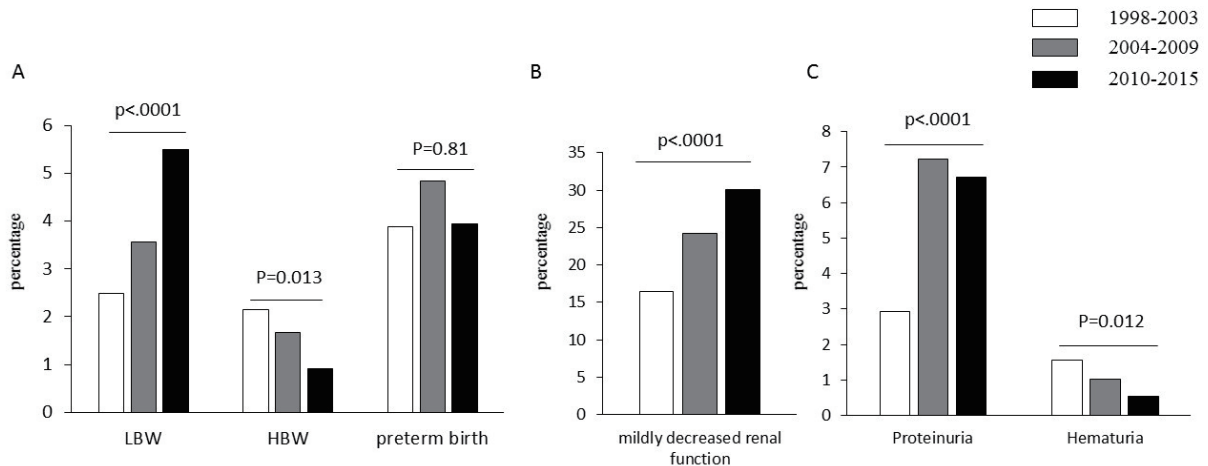 1998-2003
2004-2009
2010-2015
A
p<.0001
P=0.013
P=0.81
percentage
6
5
4
3
2
1
0
LBW
HBW
preterm birth
B
p<.0001
percentage
35
30
25
20
15
10
5
0
mildly decreased renal
function
C
p<.0001
P=0.012
percentage
8
7
6
5
4
3
2
1
0
Proteinuria
Hematuria